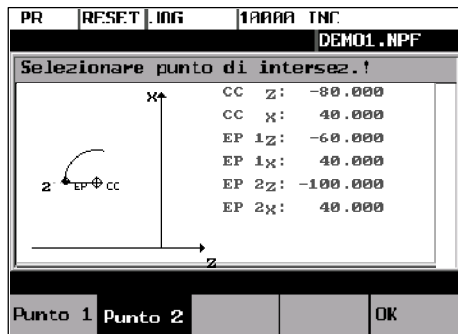 PR RESET JOG 10000 INC
DEMO1.NPF
Selezionare punto di intersez.!
X
CC Z: -80.000
CC X: 40.000
EP 1Z: -60.000
EP 1X: 40.000
EP 2Z: -100.000
EP 2X: 40.000
2 EP CC
Z
Punto 1 Punto 2 OK